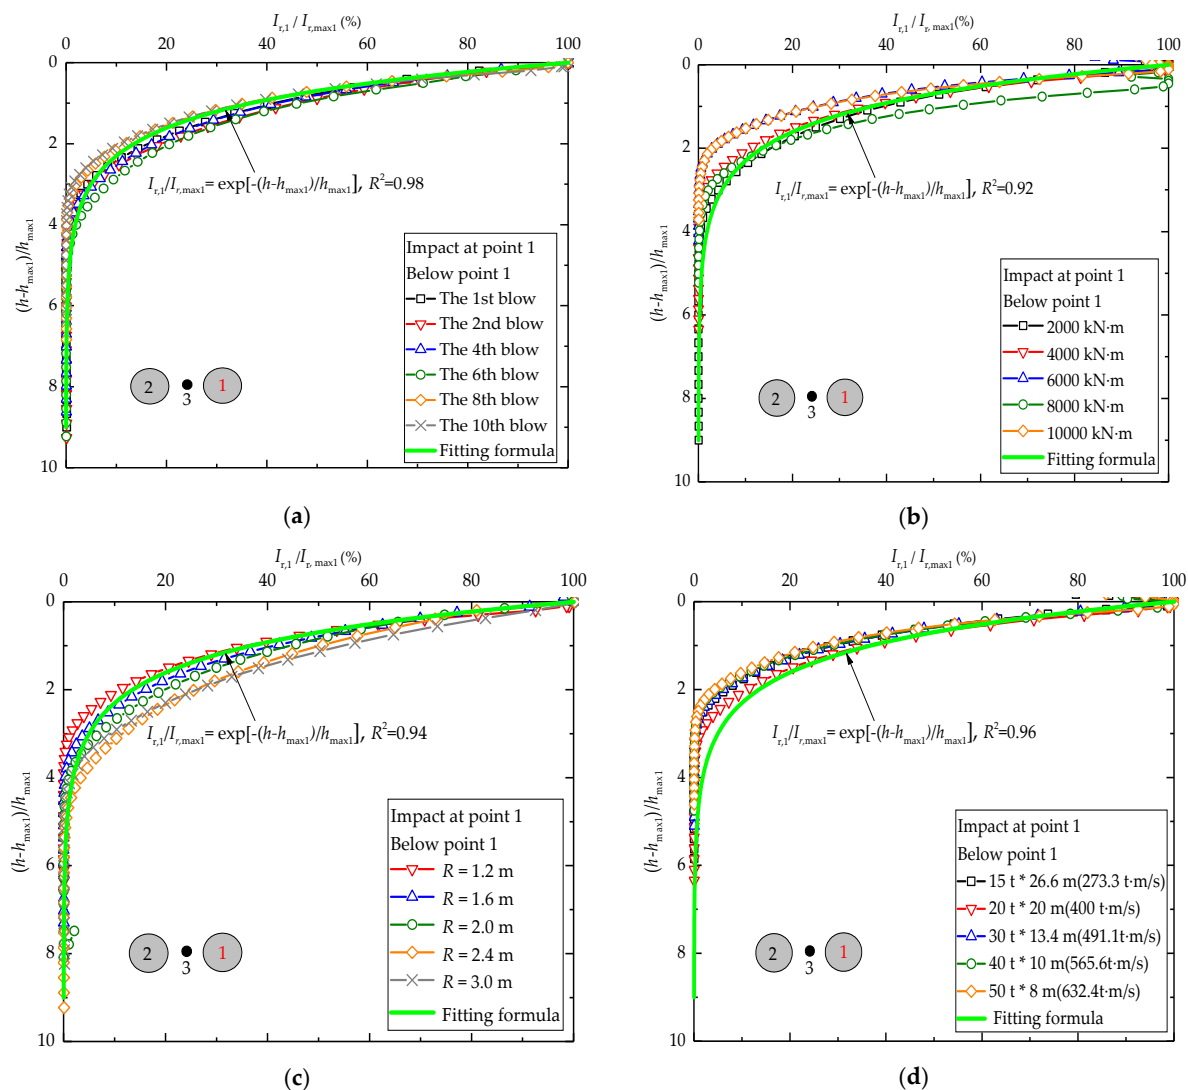 I_r,1 / I_r,max1 (%)
0 20 40 60 80 100
0
2
4
6
8
10
(h-h_max1)/h_max1
I_r,1/I_r,max1= exp[-(h-h_max1)/h_max1], R²=0.98
Impact at point 1
Below point 1
The 1st blow
The 2nd blow
The 4th blow
The 6th blow
The 8th blow
The 10th blow
Fitting formula
2 3 1
(a)
I_r,1 / I_r, max1 (%)
0 20 40 60 80 100
0
2
4
6
8
10
(h-h_max1)/h_max1
I_r,1/I_r,max1= exp[-(h-h_max1)/h_max1], R²=0.92
Impact at point 1
Below point 1
2000 kN·m
4000 kN·m
6000 kN·m
8000 kN·m
10000 kN·m
Fitting formula
2 3 1
(b)
I_r,1 / I_r, max1 (%)
0 20 40 60 80 100
0
2
4
6
8
10
(h-h_max1)/h_max1
I_r,1/I_r,max1= exp[-(h-h_max1)/h_max1], R²=0.94
Impact at point 1
Below point 1
R = 1.2 m
R = 1.6 m
R = 2.0 m
R = 2.4 m
R = 3.0 m
Fitting formula
2 3 1
(c)
I_r,1 / I_r,max1 (%)
0 20 40 60 80 100
0
2
4
6
8
10
(h-h_max1)/h_max1
I_r,1/I_r,max1= exp[-(h-h_max1)/h_max1], R²=0.96
Impact at point 1
Below point 1
15 t * 26.6 m(273.3 t·m/s)
20 t * 20 m(400 t·m/s)
30 t * 13.4 m(491.1t·m/s)
40 t * 10 m(565.6t·m/s)
50 t * 8 m(632.4t·m/s)
Fitting formula
2 3 1
(d)